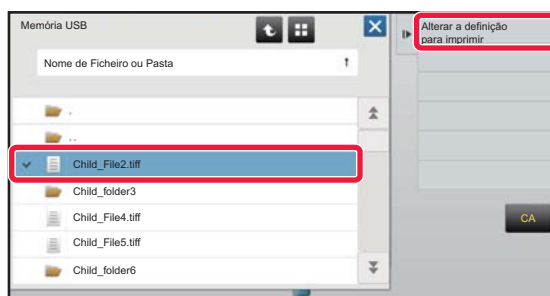 Memória USB
Nome de Ficheiro ou Pasta
.
..
Child_File2.tiff
Child_folder3
Child_File4.tiff
Child_File5.tiff
Child_folder6
Alterar a definição
para imprimir
CA